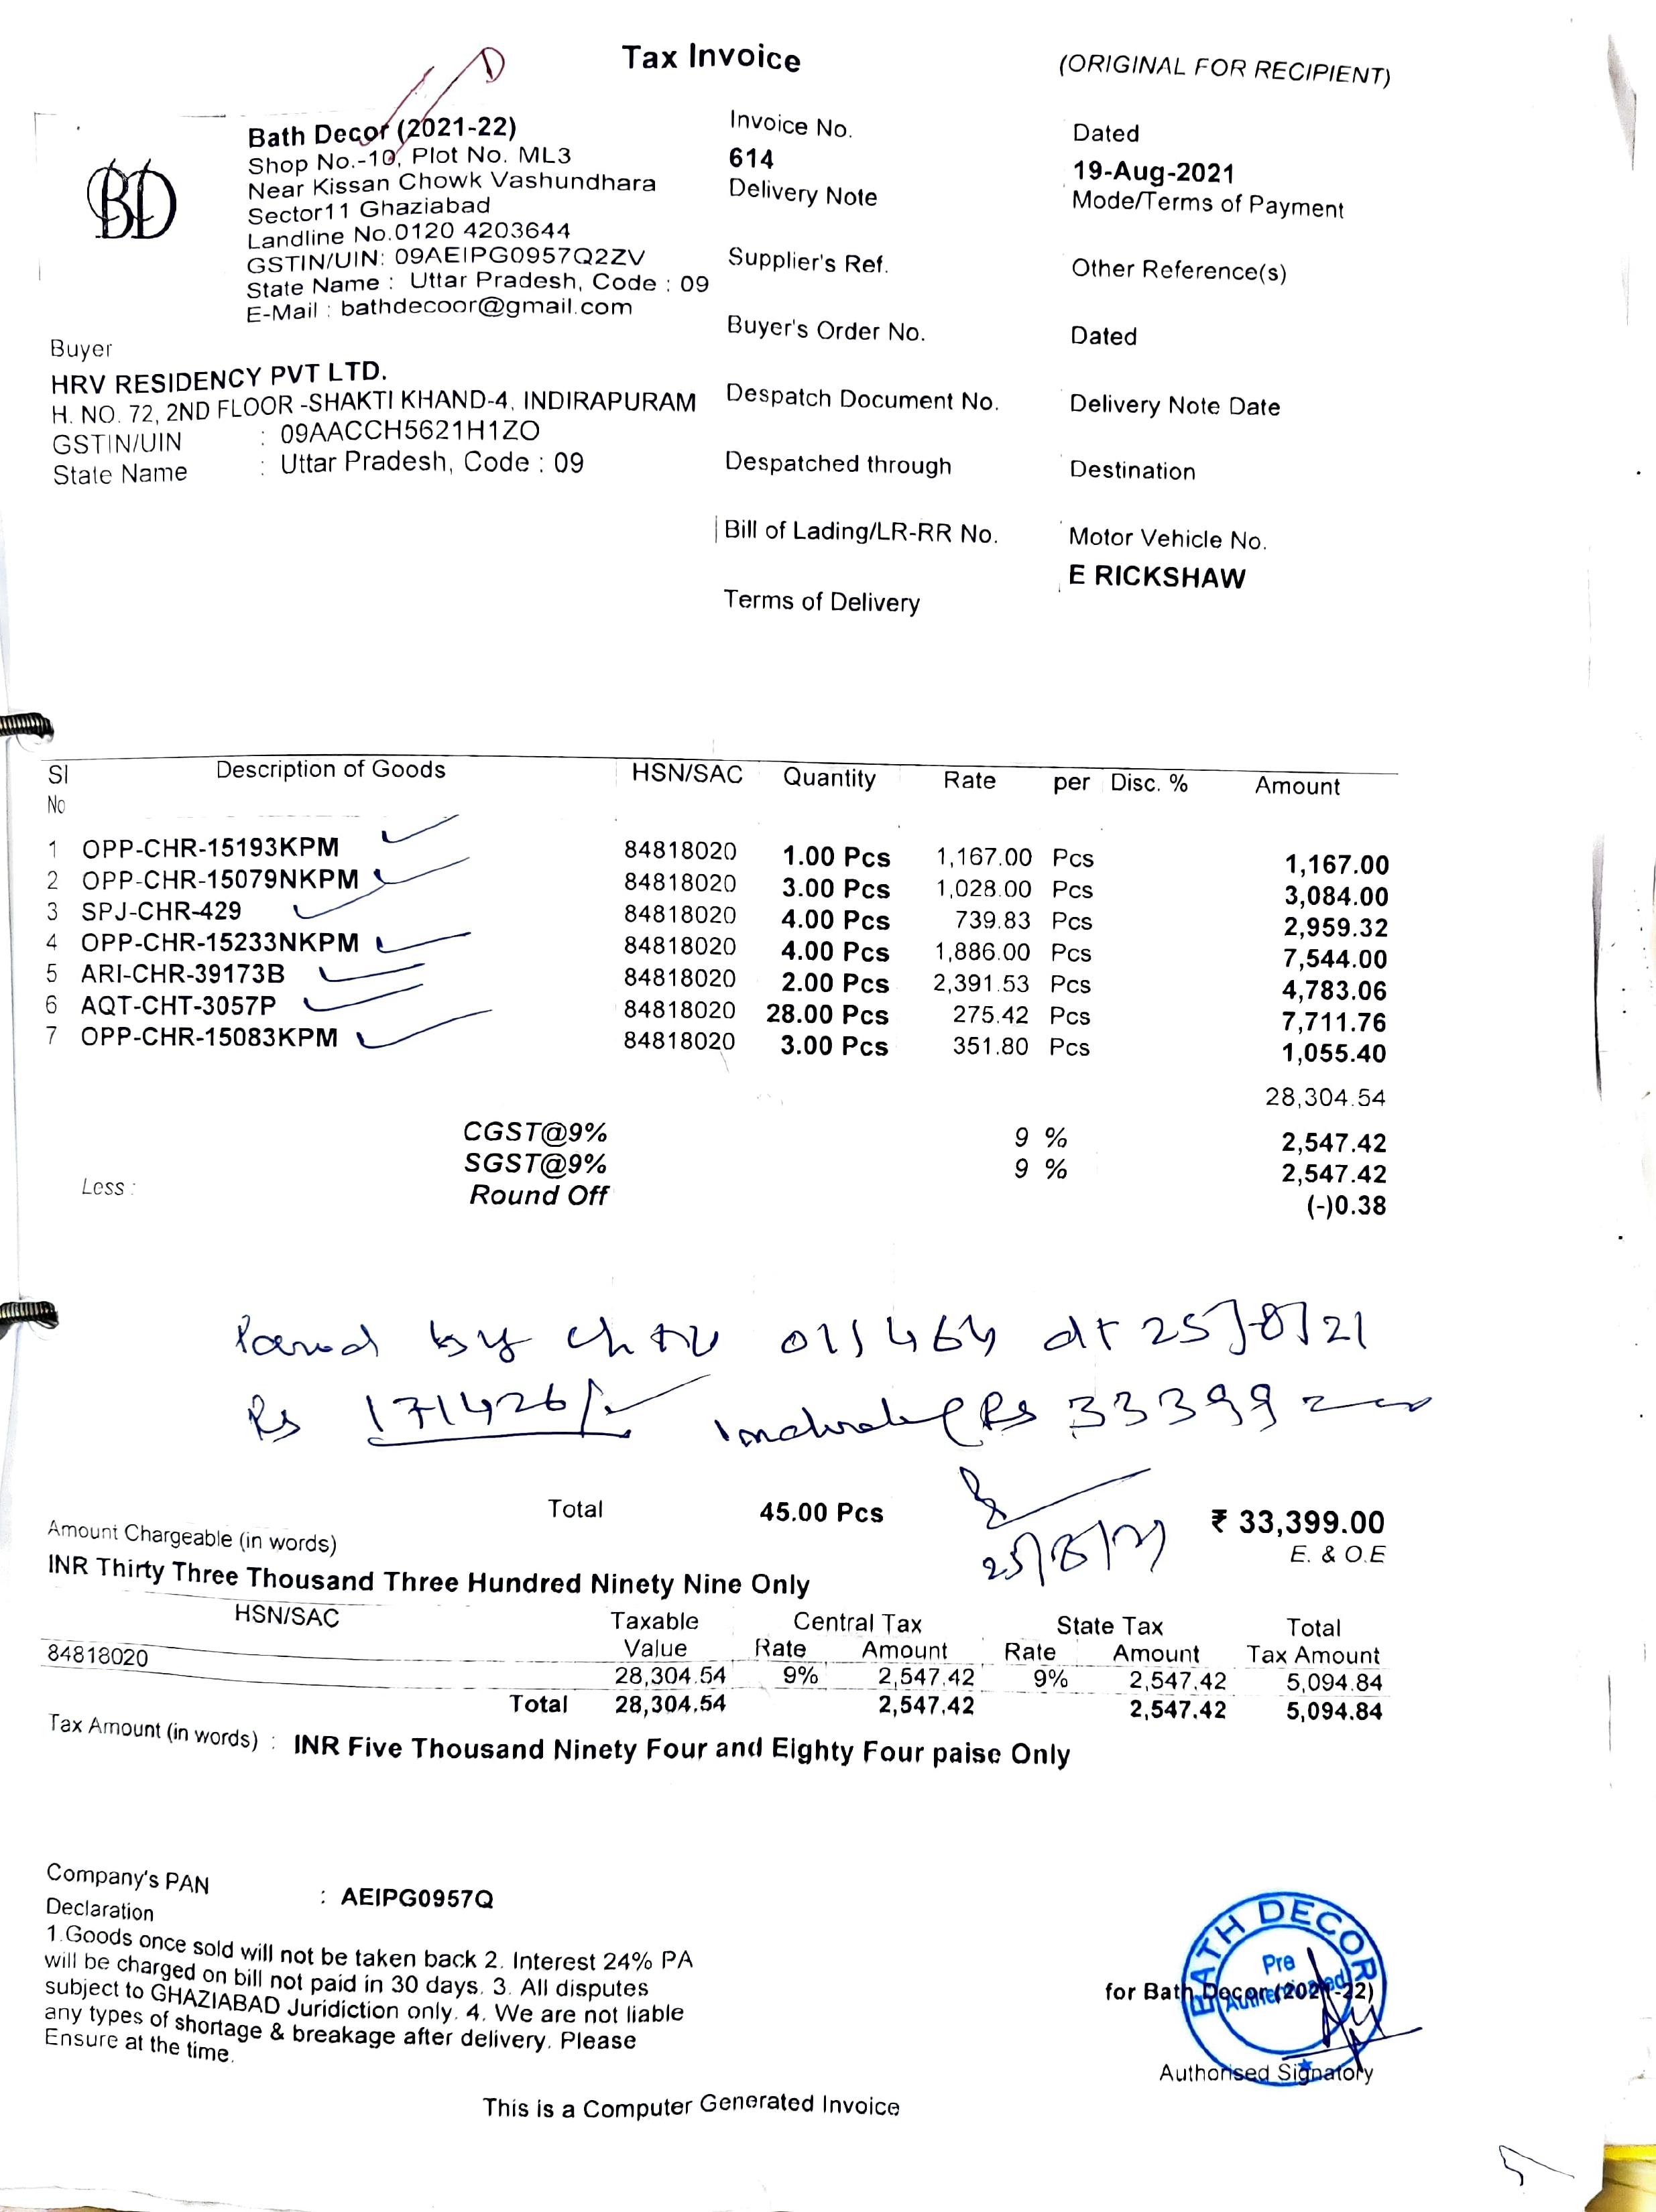 Tax Invoice
(ORIGINAL FOR RECIPIENT)
BD
Bath Decor (2021-22)
Shop No.-10, Plot No. ML3
Near Kissan Chowk Vashundhara
Sector11 Ghaziabad
Landline No.0120 4203644
GSTIN/UIN: 09AEIPG0957Q2ZV
State Name : Uttar Pradesh, Code : 09
E-Mail : bathdecoor@gmail.com
Buyer
HRV RESIDENCY PVT LTD.
H. NO. 72, 2ND FLOOR -SHAKTI KHAND-4, INDIRAPURAM
GSTIN/UIN : 09AACCH5621H1ZO
State Name : Uttar Pradesh, Code : 09
Invoice No. Dated
614 19-Aug-2021
Delivery Note Mode/Terms of Payment
Supplier's Ref. Other Reference(s)
Buyer's Order No. Dated
Despatch Document No. Delivery Note Date
Despatched through Destination
Bill of Lading/LR-RR No. Motor Vehicle No.
E RICKSHAW
Terms of Delivery
Sl Description of Goods HSN/SAC Quantity Rate per Disc. % Amount
No
1 OPP-CHR-15193KPM 84818020 1.00 Pcs 1,167.00 Pcs 1,167.00
2 OPP-CHR-15079NKPM 84818020 3.00 Pcs 1,028.00 Pcs 3,084.00
3 SPJ-CHR-429 84818020 4.00 Pcs 739.83 Pcs 2,959.32
4 OPP-CHR-15233NKPM 84818020 4.00 Pcs 1,886.00 Pcs 7,544.00
5 ARI-CHR-39173B 84818020 2.00 Pcs 2,391.53 Pcs 4,783.06
6 AQT-CHT-3057P 84818020 28.00 Pcs 275.42 Pcs 7,711.76
7 OPP-CHR-15083KPM 84818020 3.00 Pcs 351.80 Pcs 1,055.40
28,304.54
CGST@9% 9 % 2,547.42
SGST@9% 9 % 2,547.42
Less : Round Off (-)0.38
by ch 011464 dt 25/8/21
Rs 171426/- Rs 33399
25/8/21
Total 45.00 Pcs ₹ 33,399.00
Amount Chargeable (in words) E. & O.E
INR Thirty Three Thousand Three Hundred Ninety Nine Only
HSN/SAC Taxable Central Tax State Tax Total
Value Rate Amount Rate Amount Tax Amount
84818020 28,304.54 9% 2,547.42 9% 2,547.42 5,094.84
Total 28,304.54 2,547.42 2,547.42 5,094.84
Tax Amount (in words) : INR Five Thousand Ninety Four and Eighty Four paise Only
Company's PAN : AEIPG0957Q
Declaration
1.Goods once sold will not be taken back 2. Interest 24% PA
will be charged on bill not paid in 30 days. 3. All disputes
subject to GHAZIABAD Juridiction only. 4. We are not liable
any types of shortage & breakage after delivery. Please
Ensure at the time.
BATH DECOR
Pre
Authenticated
for Bath Decor (2021-22)
Authorised Signatory
This is a Computer Generated Invoice